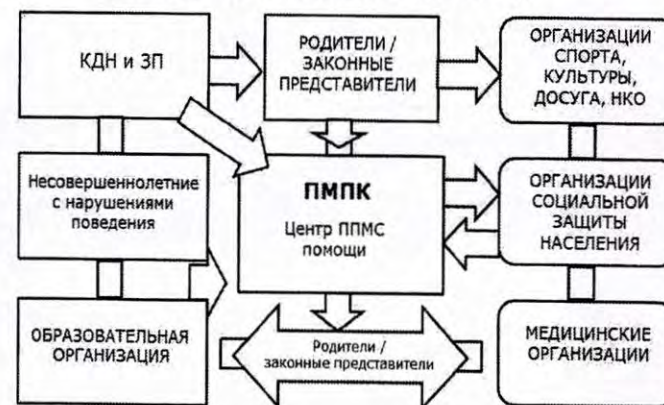 КДН и ЗП
РОДИТЕЛИ /
ЗАКОННЫЕ
ПРЕДСТАВИТЕЛИ
ОРГАНИЗАЦИИ
СПОРТА,
КУЛЬТУРЫ,
ДОСУГА, НКО
Несовершеннолетние
с нарушениями
поведения
ПМПК
Центр ППМС
помощи
ОРГАНИЗАЦИИ
СОЦИАЛЬНОЙ
ЗАЩИТЫ
НАСЕЛЕНИЯ
ОБРАЗОВАТЕЛЬНАЯ
ОРГАНИЗАЦИЯ
Родители /
законные представители
МЕДИЦИНСКИЕ
ОРГАНИЗАЦИИ